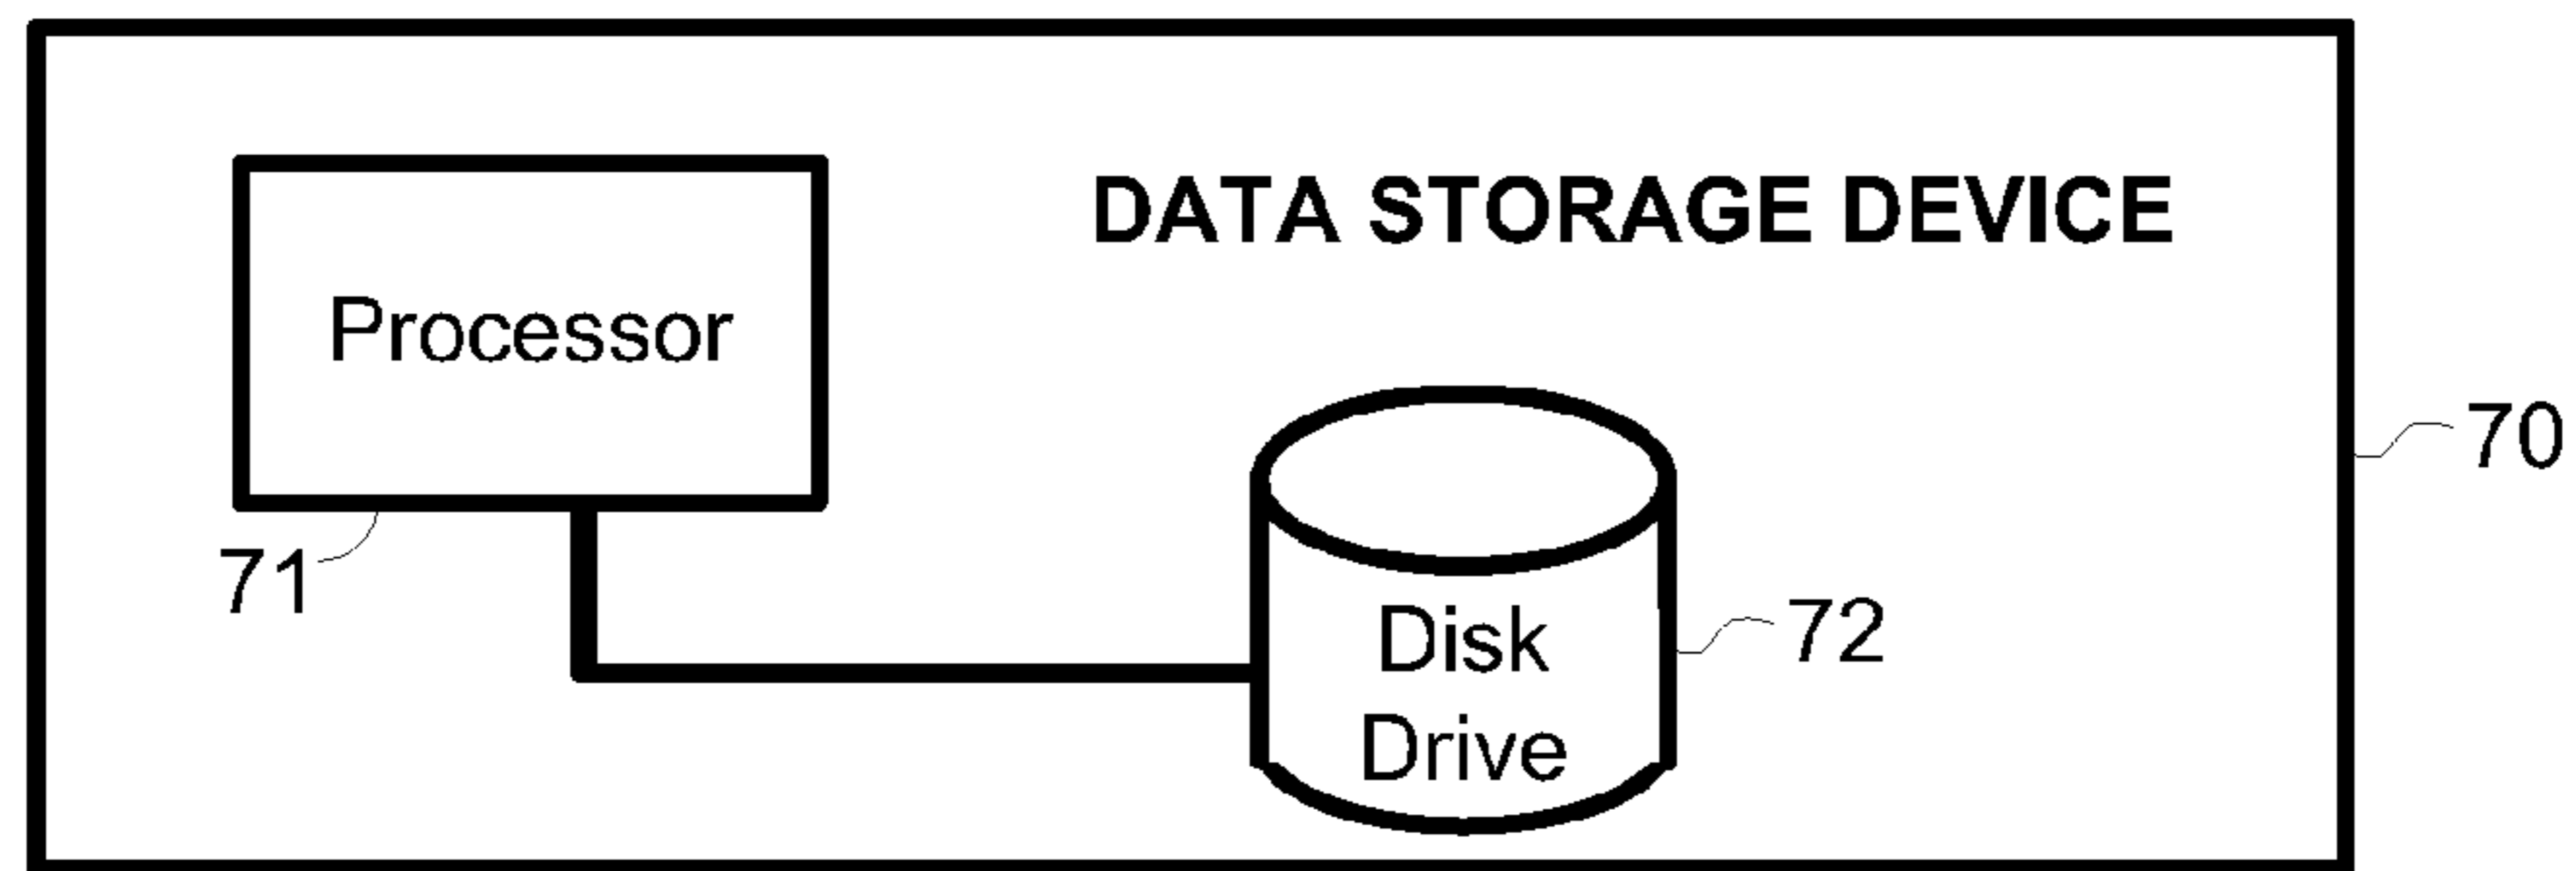 DATA STORAGE DEVICE
Processor
70
71
72
Disk
Drive